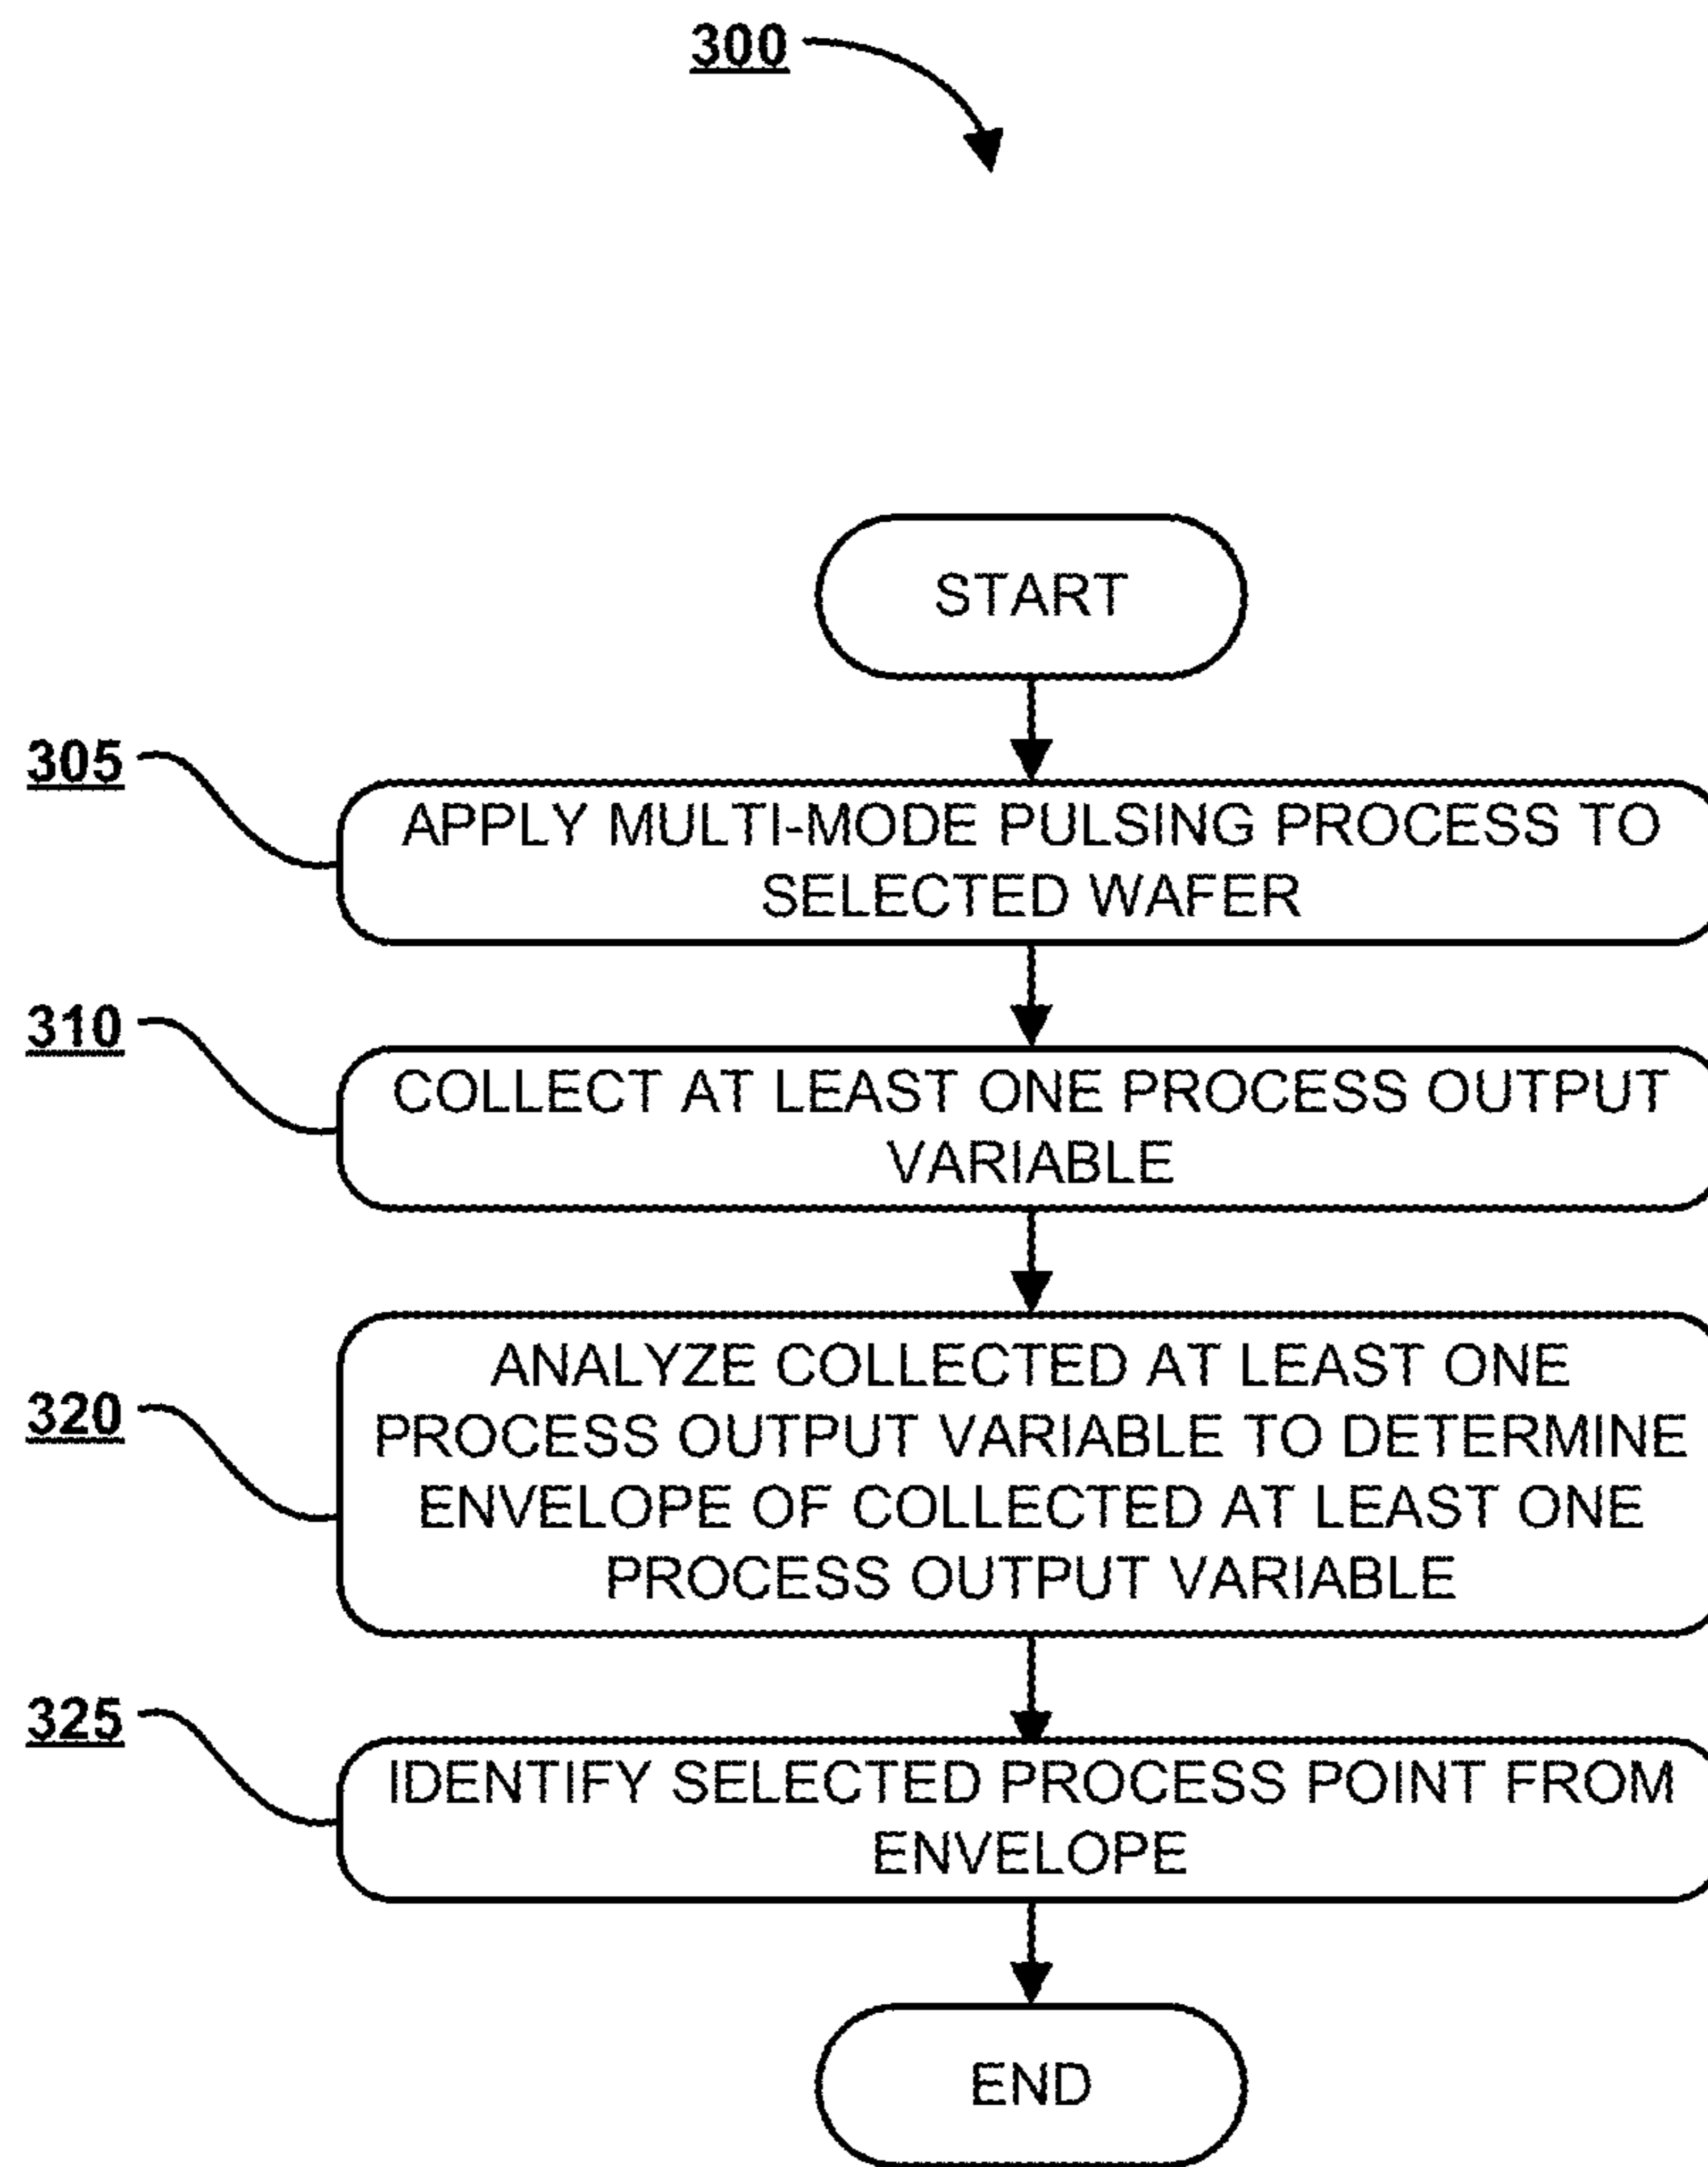 300
START
305
APPLY MULTI-MODE PULSING PROCESS TO
SELECTED WAFER
310
COLLECT AT LEAST ONE PROCESS OUTPUT
VARIABLE
320
ANALYZE COLLECTED AT LEAST ONE
PROCESS OUTPUT VARIABLE TO DETERMINE
ENVELOPE OF COLLECTED AT LEAST ONE
PROCESS OUTPUT VARIABLE
325
IDENTIFY SELECTED PROCESS POINT FROM
ENVELOPE
END